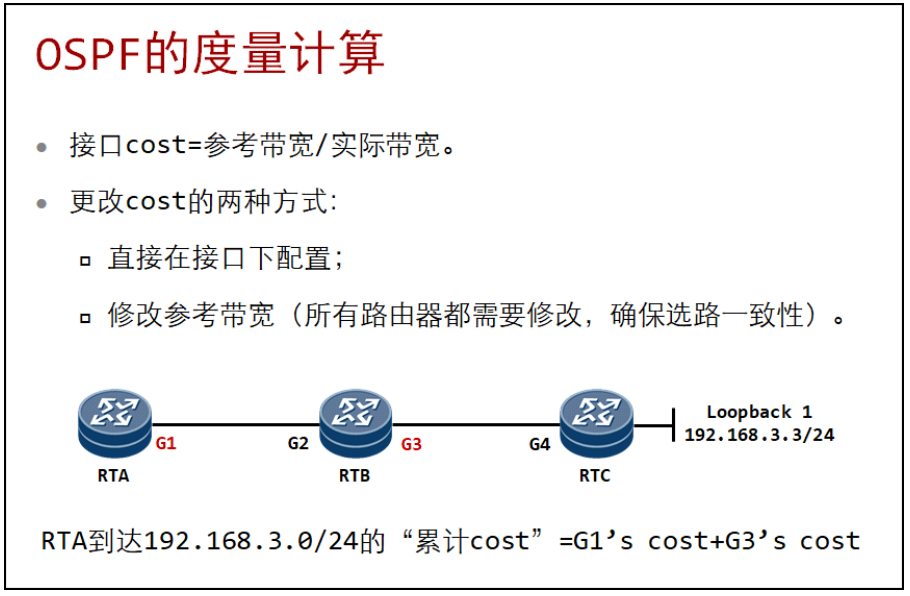 OSPF的度量计算
接口cost=参考带宽/实际带宽。
更改cost的两种方式：
直接在接口下配置；
修改参考带宽（所有路由器都需要修改，确保选路一致性）。
Loopback 1
192.168.3.3/24
G1
G2
G3
G4
RTA
RTB
RTC
RTA到达192.168.3.0/24的“累计cost”=G1’s cost+G3’s cost